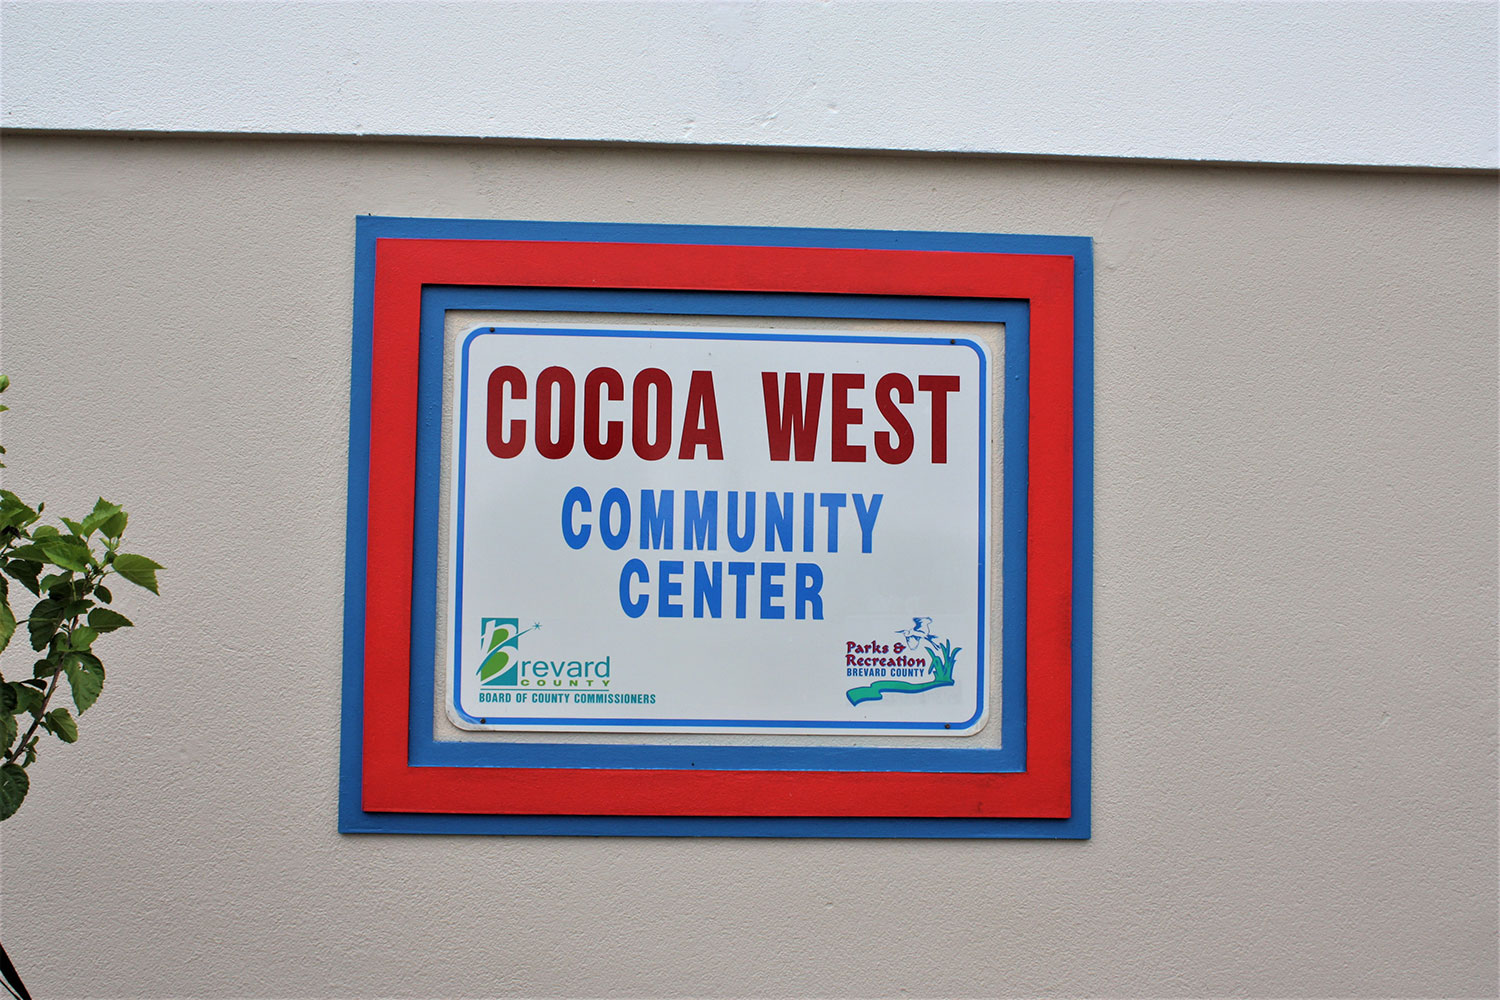 COCOA WEST
COMMUNITY
CENTER
Brevard
COUNTY
BOARD OF COUNTY COMMISSIONERS
Parks &
Recreation
BREVARD COUNTY